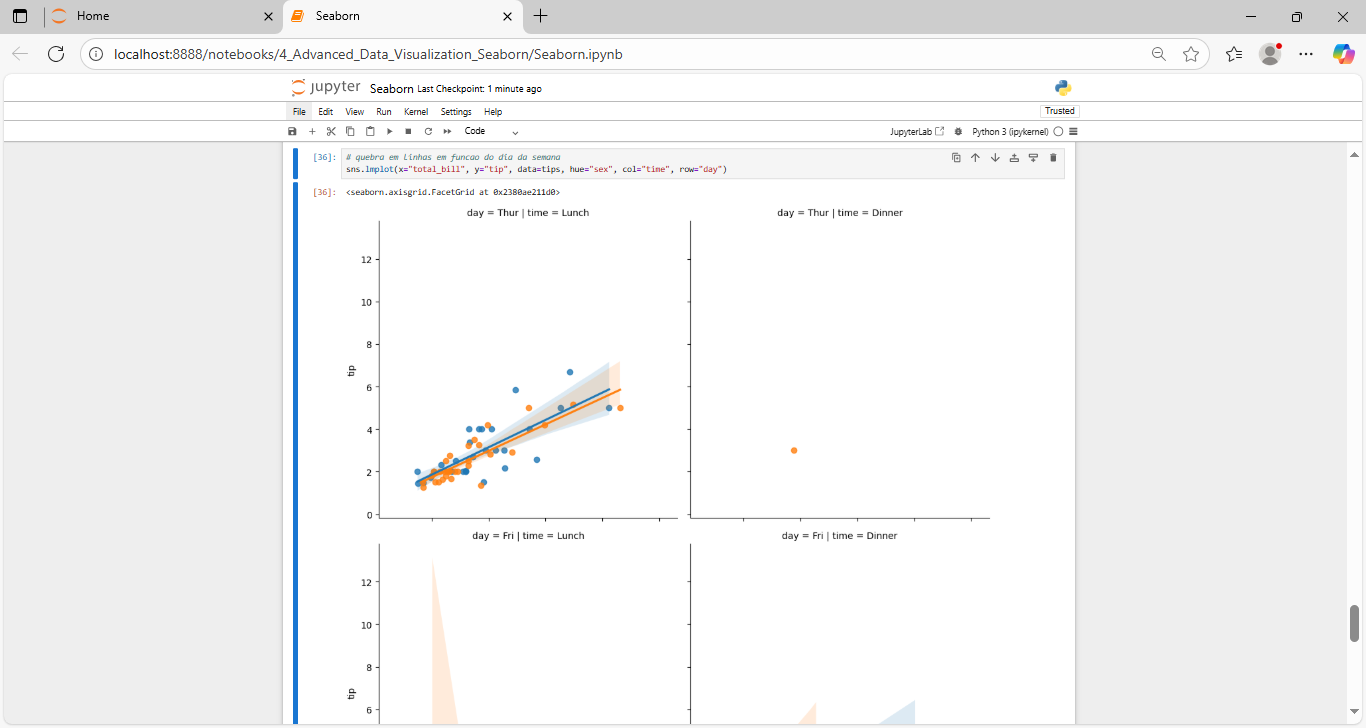 Home
Seaborn
localhost:8888/notebooks/4_Advanced_Data_Visualization_Seaborn/Seaborn.ipynb
jupyter Seaborn Last Checkpoint: 1 minute ago
File Edit View Run Kernel Settings Help
Trusted
Code
JupyterLab
Python 3 (ipykernel)
[36]:
# quebra em linhas em funcao do dia da semana
sns.lmplot(x="total_bill", y="tip", data=tips, hue="sex", col="time", row="day")
[36]:
<seaborn.axisgrid.FacetGrid at 0x2380ae211d0>
day = Thur | time = Lunch
day = Thur | time = Dinner
12
10
8
tip
6
4
2
0
day = Fri | time = Lunch
day = Fri | time = Dinner
12
10
8
tip
6